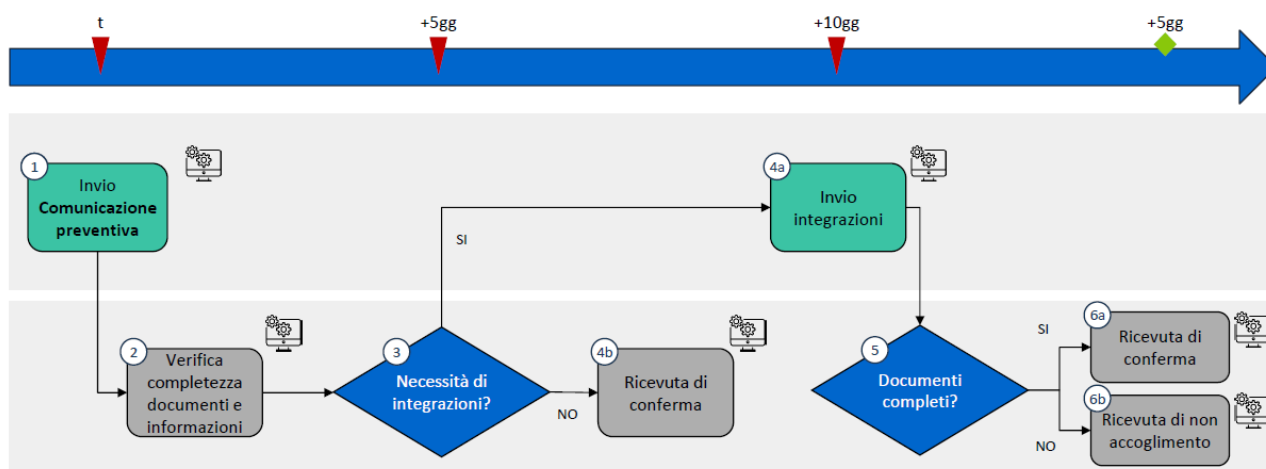 t
+5gg
+10gg
+5gg
1
Invio
Comunicazione
preventiva
4a
Invio
integrazioni
SI
2
Verifica
completezza
documenti e
informazioni
3
Necessità di
integrazioni?
NO
4b
Ricevuta di
conferma
5
Documenti
completi?
SI
6a
Ricevuta di
conferma
NO
6b
Ricevuta di non
accoglimento